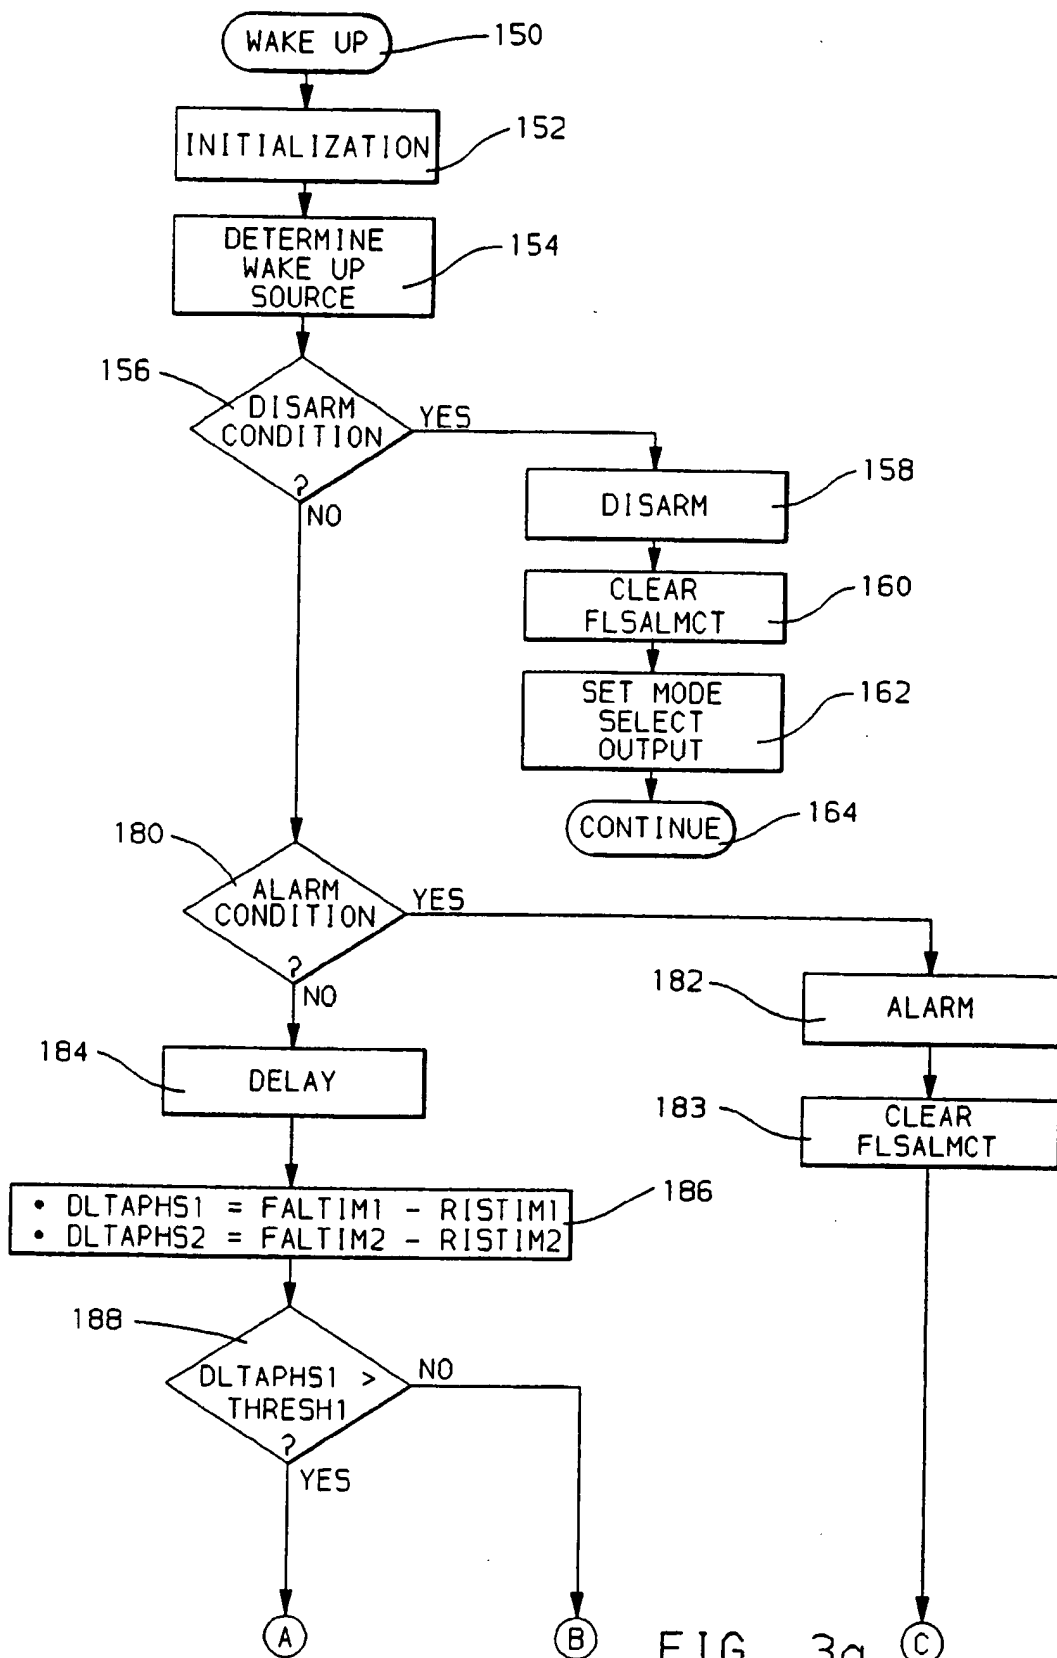 WAKE UP
150
INITIALIZATION
152
DETERMINE
WAKE UP
SOURCE
154
156
DISARM
CONDITION
?
YES
NO
DISARM
158
CLEAR
FLSALMCT
160
SET MODE
SELECT
OUTPUT
162
CONTINUE
164
180
ALARM
CONDITION
?
YES
NO
182
ALARM
184
DELAY
183
CLEAR
FLSALMCT
• DLTAPHS1 = FALTIM1 - RISTIM1
• DLTAPHS2 = FALTIM2 - RISTIM2
186
188
DLTAPHS1 >
THRESH1
?
NO
YES
A
B
C
FIG. 3a